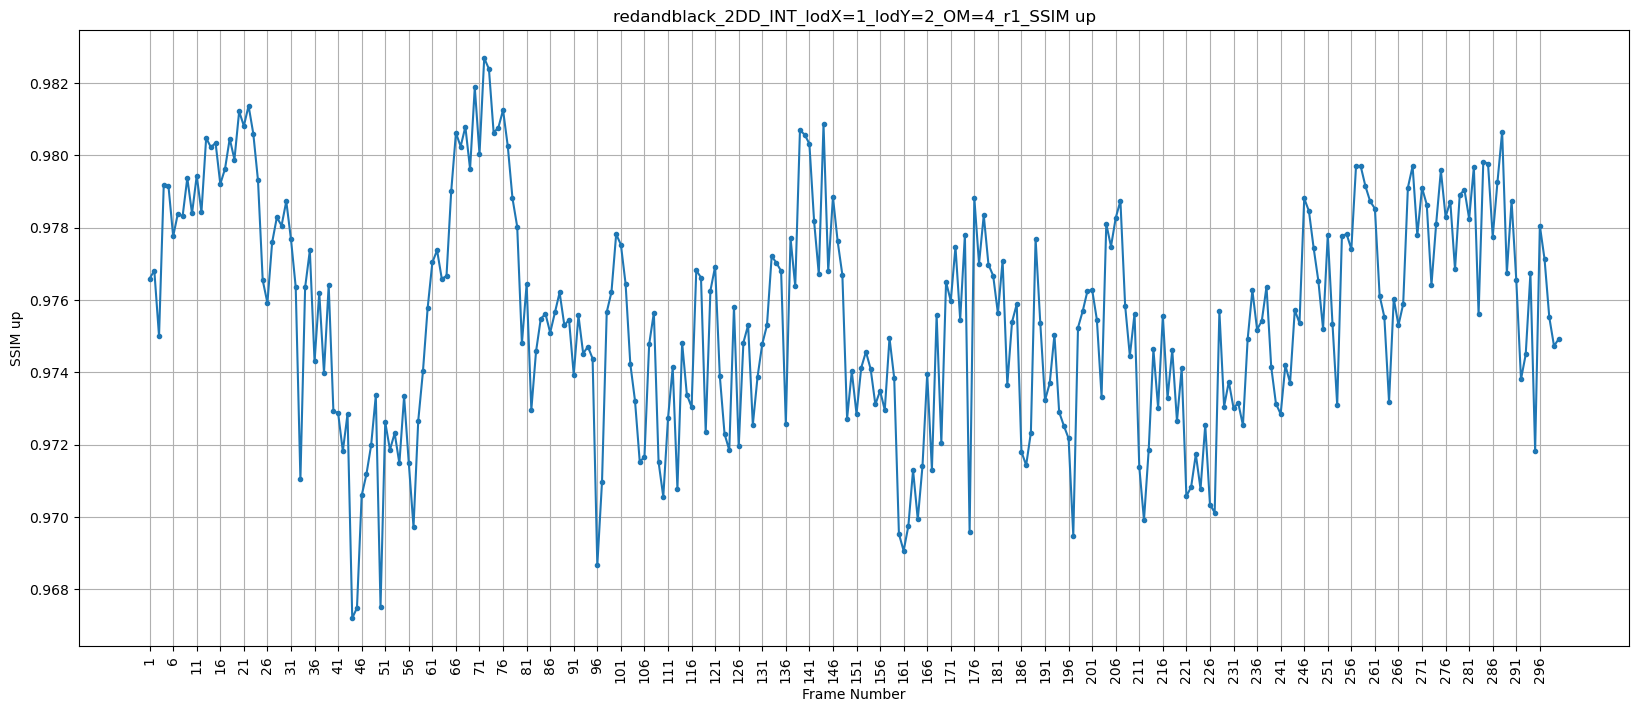 redandblack_2DD_INT_lodX=1_lodY=2_OM=4_r1_SSIM up
SSIM up
0.982
0.980
0.978
0.976
0.974
0.972
0.970
0.968
1 6 11 16 21 26 31 36 41 46 51 56 61 66 71 76 81 86 91 96 101 106 111 116 121 126 131 136 141 146 151 156 161 166 171 176 181 186 191 196 201 206 211 216 221 226 231 236 241 246 251 256 261 266 271 276 281 286 291 296
Frame Number